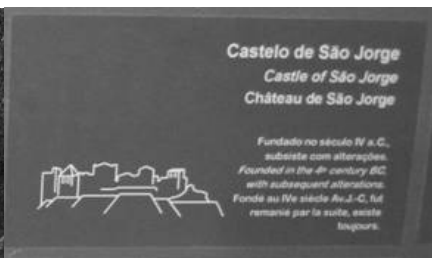 Castelo de São Jorge
Castle of São Jorge
Château de São Jorge
Fundado no século IV a.C.,
subsiste com alterações.
Founded in the 4th century BC,
with subsequent alterations.
Fondé au IVe siècle Av.J.-C, fut
remanié par la suite, existe
toujours.